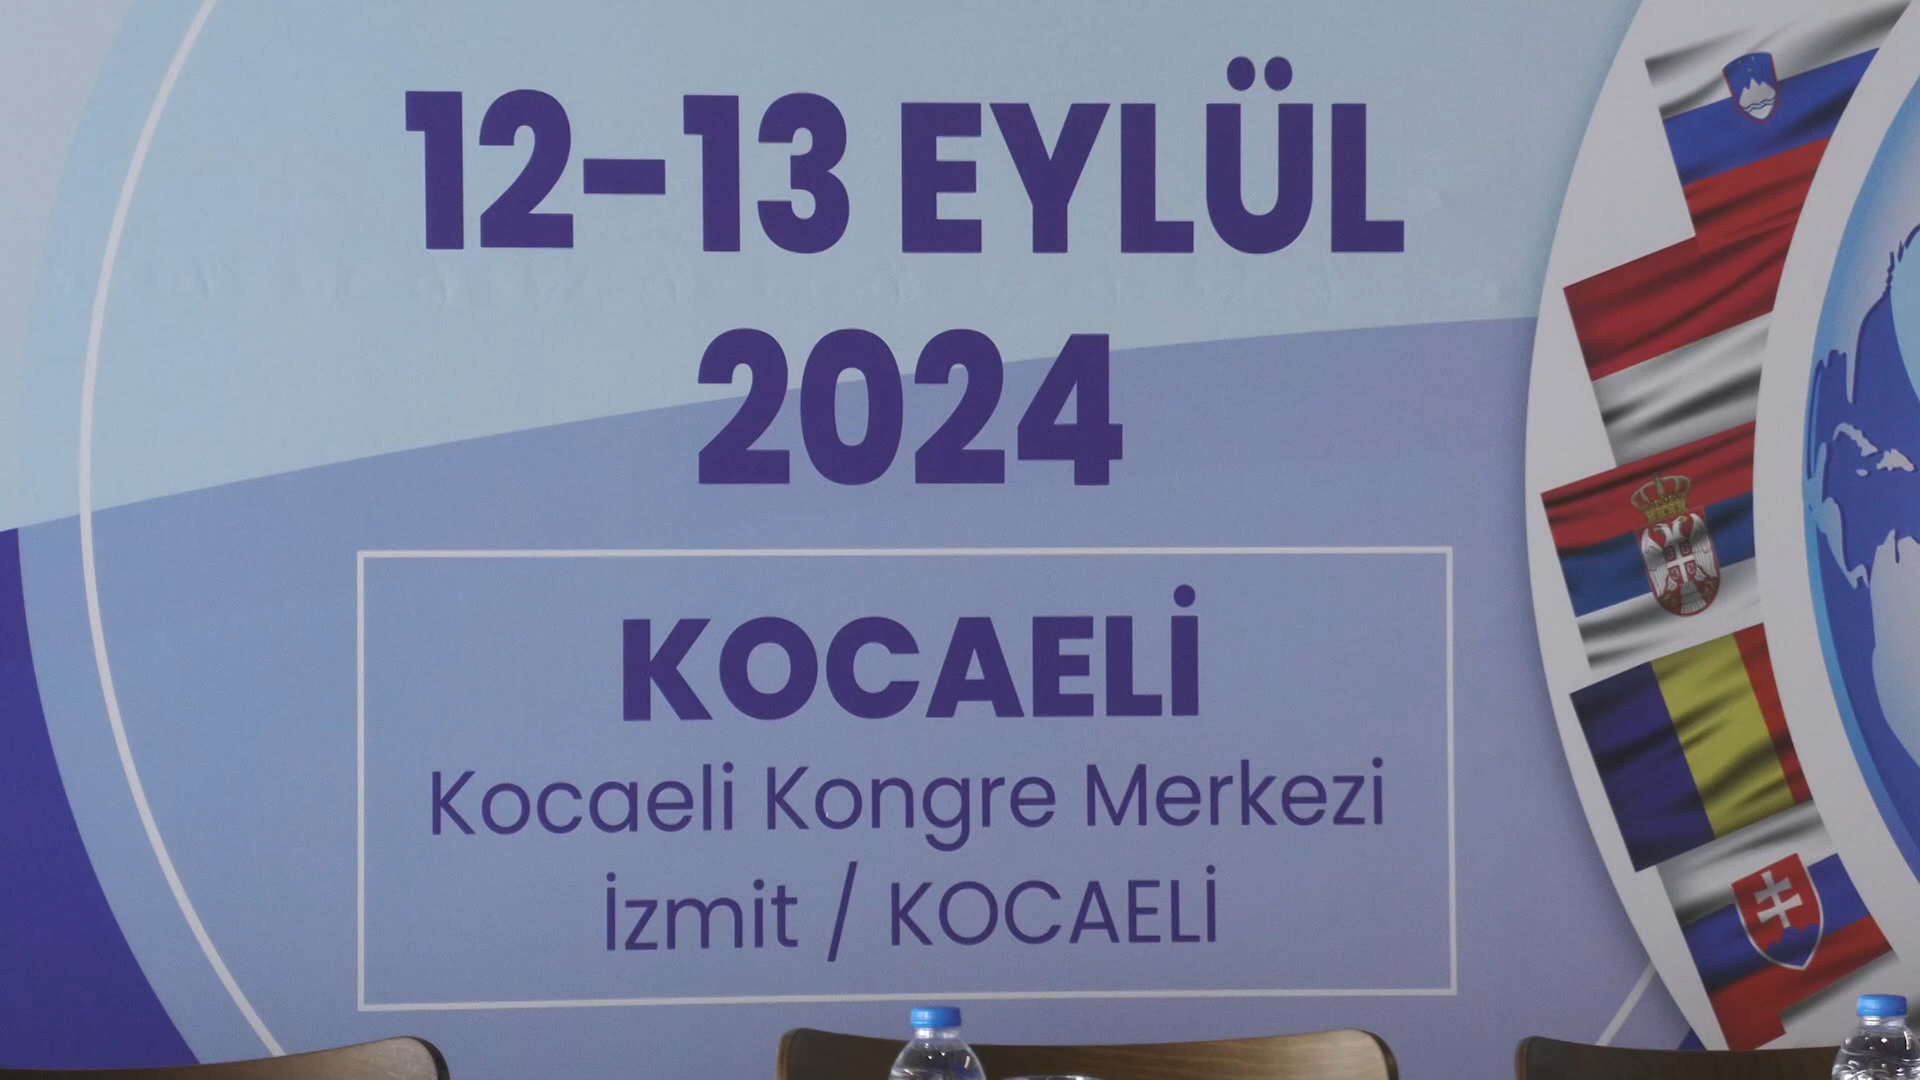 12-13 EYLÜL
2024
KOCAELİ
Kocaeli Kongre Merkezi
İzmit / KOCAELİ